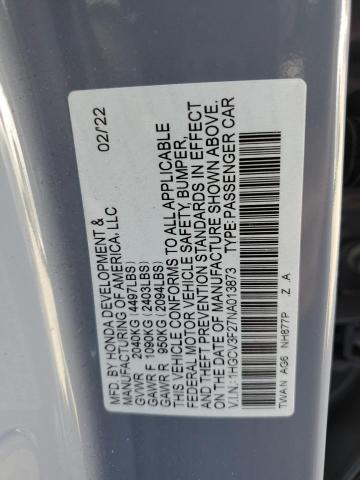 MFD. BY HONDA DEVELOPMENT & 02/22
MANUFACTURING OF AMERICA, LLC
GVWR 2040KG (4497LBS)
GAWR F 1090KG (2403LBS)
GAWR R 950KG (2094LBS)
THIS VEHICLE CONFORMS TO ALL APPLICABLE
FEDERAL MOTOR VEHICLE SAFETY, BUMPER,
AND THEFT PREVENTION STANDARDS IN EFFECT
ON THE DATE OF MANUFACTURE SHOWN ABOVE.
V.I.N.: 1HGCV3F27NA013873 TYPE: PASSENGER CAR
TWAN AG6 NH877P Z A